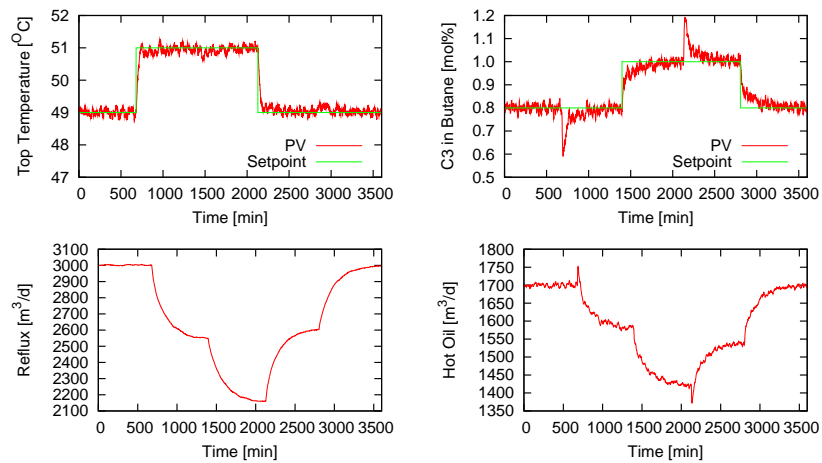 Top Temperature [°C]
52
51
50
49
48
47
PV
Setpoint
0 500 1000 1500 2000 2500 3000 3500
Time [min]
C3 in Butane [mol%]
1.2
1.1
1.0
0.9
0.8
0.7
0.6
0.5
PV
Setpoint
0 500 1000 1500 2000 2500 3000 3500
Time [min]
Reflux [m³/d]
3100
3000
2900
2800
2700
2600
2500
2400
2300
2200
2100
0 500 1000 1500 2000 2500 3000 3500
Time [min]
Hot Oil [m³/d]
1800
1750
1700
1650
1600
1550
1500
1450
1400
1350
0 500 1000 1500 2000 2500 3000 3500
Time [min]